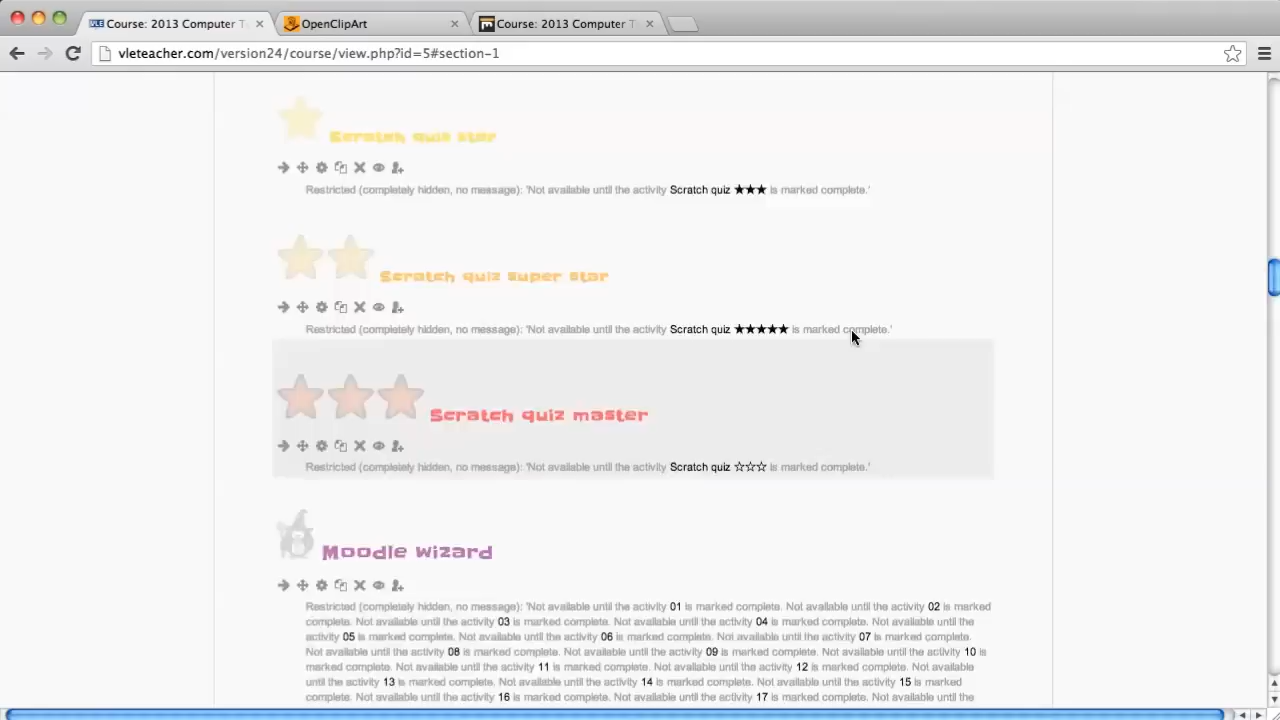 Course: 2013 Computer T
OpenClipArt
Course: 2013 Computer T
vleteacher.com/version24/course/view.php?id=5#section-1
Scratch quiz star
Restricted (completely hidden, no message): 'Not available until the activity Scratch quiz ★★★ is marked complete.'
Scratch quiz super star
Restricted (completely hidden, no message): 'Not available until the activity Scratch quiz ★★★★★ is marked complete.'
Scratch quiz master
Restricted (completely hidden, no message): 'Not available until the activity Scratch quiz ☆☆☆ is marked complete.'
Moodle wizard
Restricted (completely hidden, no message): 'Not available until the activity 01 is marked complete. Not available until the activity 02 is marked
complete. Not available until the activity 03 is marked complete. Not available until the activity 04 is marked complete. Not available until the
activity 05 is marked complete. Not available until the activity 06 is marked complete. Not available until the activity 07 is marked complete.
Not available until the activity 08 is marked complete. Not available until the activity 09 is marked complete. Not available until the activity 10 is
marked complete. Not available until the activity 11 is marked complete. Not available until the activity 12 is marked complete. Not available
until the activity 13 is marked complete. Not available until the activity 14 is marked complete. Not available until the activity 15 is marked
complete. Not available until the activity 16 is marked complete. Not available until the activity 17 is marked complete. Not available until the